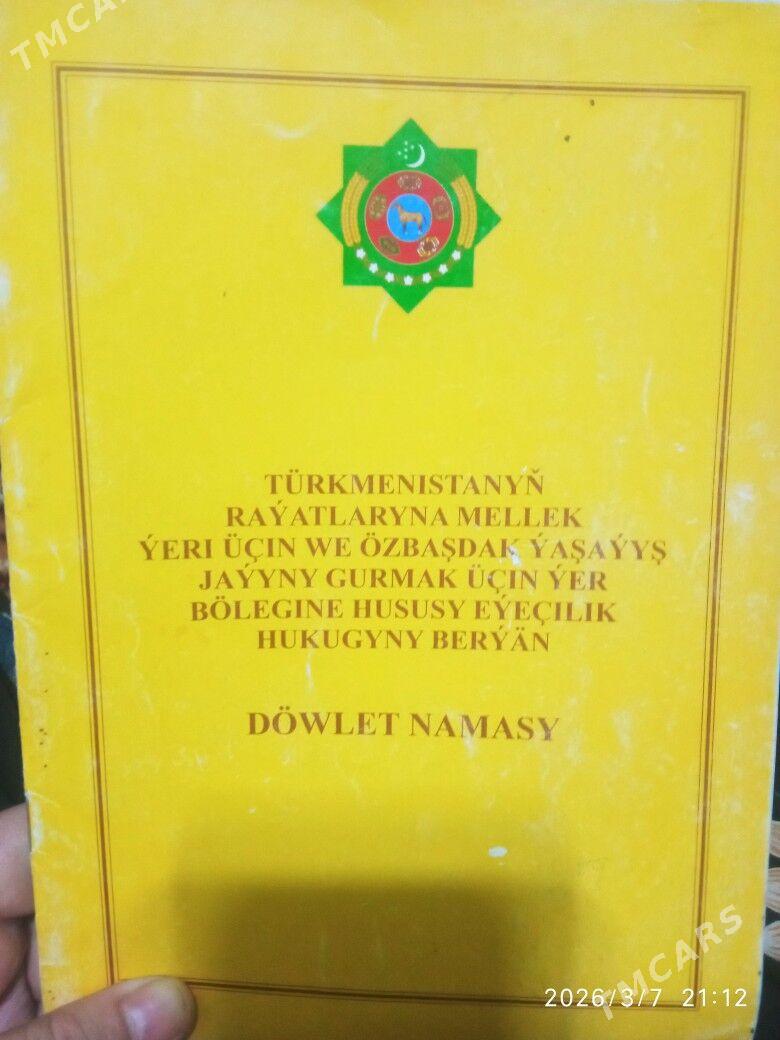 TMCARS
TÜRKMENISTANYŇ
RAÝATLARYNA MELLEK
ÝERI ÜÇIN WE ÖZBAŞDAK ÝAŞAÝYŞ
JAÝYNY GURMAK ÜÇIN ÝER
BÖLEGINE HUSUSY EÝEÇILIK
HUKUGYNY BERÝÄN
DÖWLET NAMASY
TMCARS
2026/3/7 21:12